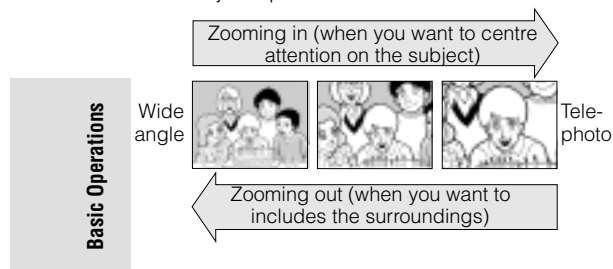 Zooming in (when you want to centre
attention on the subject)
Basic Operations
Wide
angle
Tele-
photo
Zooming out (when you want to
includes the surroundings)